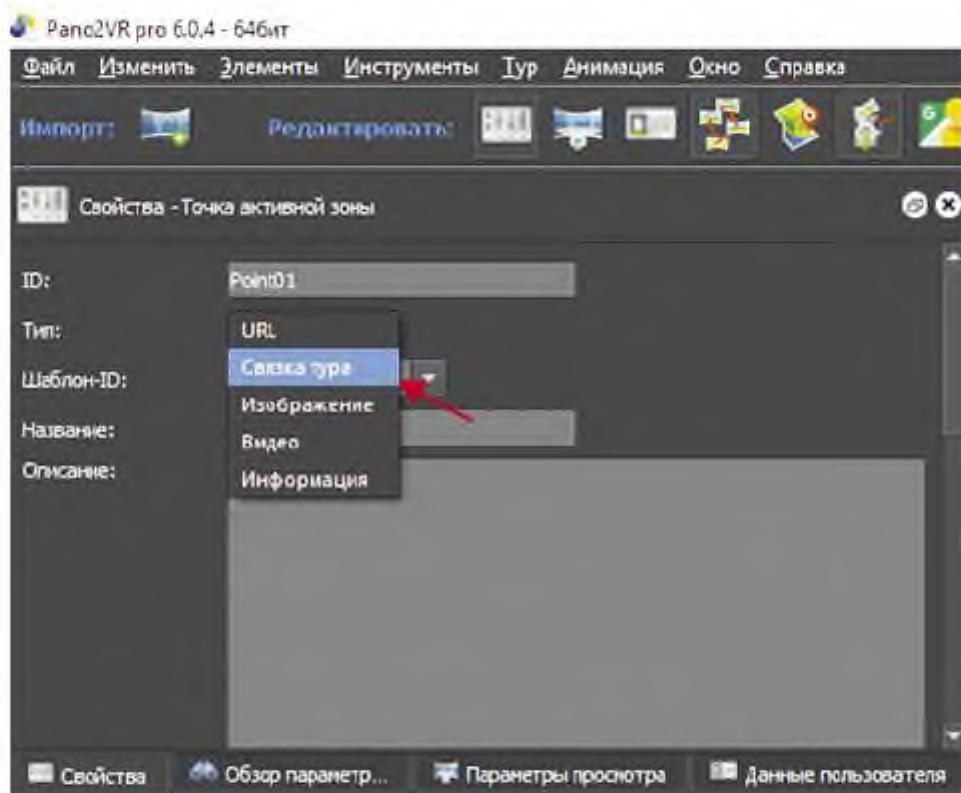 Pano2VR pro 6.0.4 - 64бит
Файл Изменить Элементы Инструменты Тур Анимация Окно Справка
Импорт: Редактировать:
Свойства - Точка активной зоны
ID: Point01
Тип: URL
Связка тура
Шаблон-ID:
Изображение
Название:
Видео
Описание:
Информация
Свойства Обзор параметр... Параметры просмотра Данные пользователя